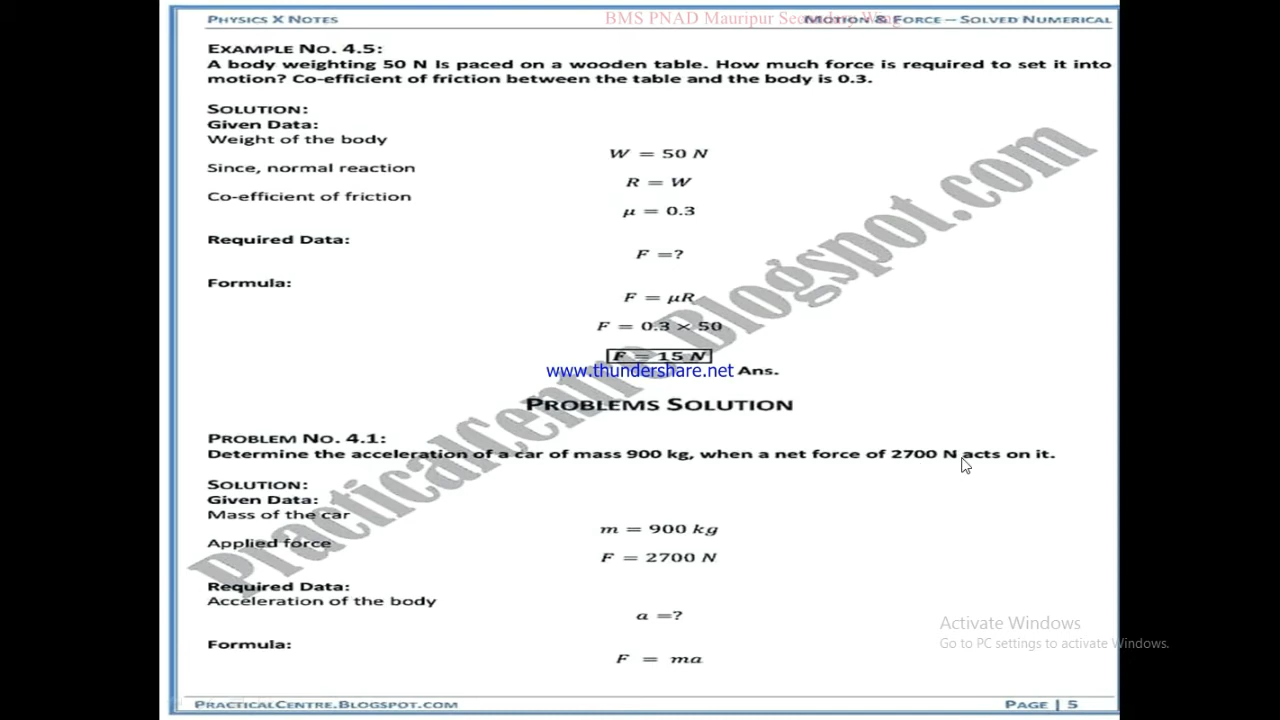 PHYSICS X NOTES
BMS PNAD Mauripur Secondary Wing
MOTION & FORCE – SOLVED NUMERICAL
EXAMPLE NO. 4.5:
A body weighting 50 N Is paced on a wooden table. How much force is required to set it into
motion? Co-efficient of friction between the table and the body is 0.3.
SOLUTION:
Given Data:
Weight of the body
W = 50 N
Since, normal reaction
R = W
Co-efficient of friction
μ = 0.3
Required Data:
F =?
Formula:
F = μR
F = 0.3 × 50
F = 15 N
www.thundershare.net Ans.
PROBLEMS SOLUTION
PROBLEM NO. 4.1:
Determine the acceleration of a car of mass 900 kg, when a net force of 2700 N acts on it.
SOLUTION:
Given Data:
Mass of the car
m = 900 kg
Applied force
F = 2700 N
Required Data:
Acceleration of the body
a =?
Formula:
F = ma
PracticalCentre.Blogspot.com
Activate Windows
Go to PC settings to activate Windows.
PRACTICALCENTRE.BLOGSPOT.COM
PAGE | 5